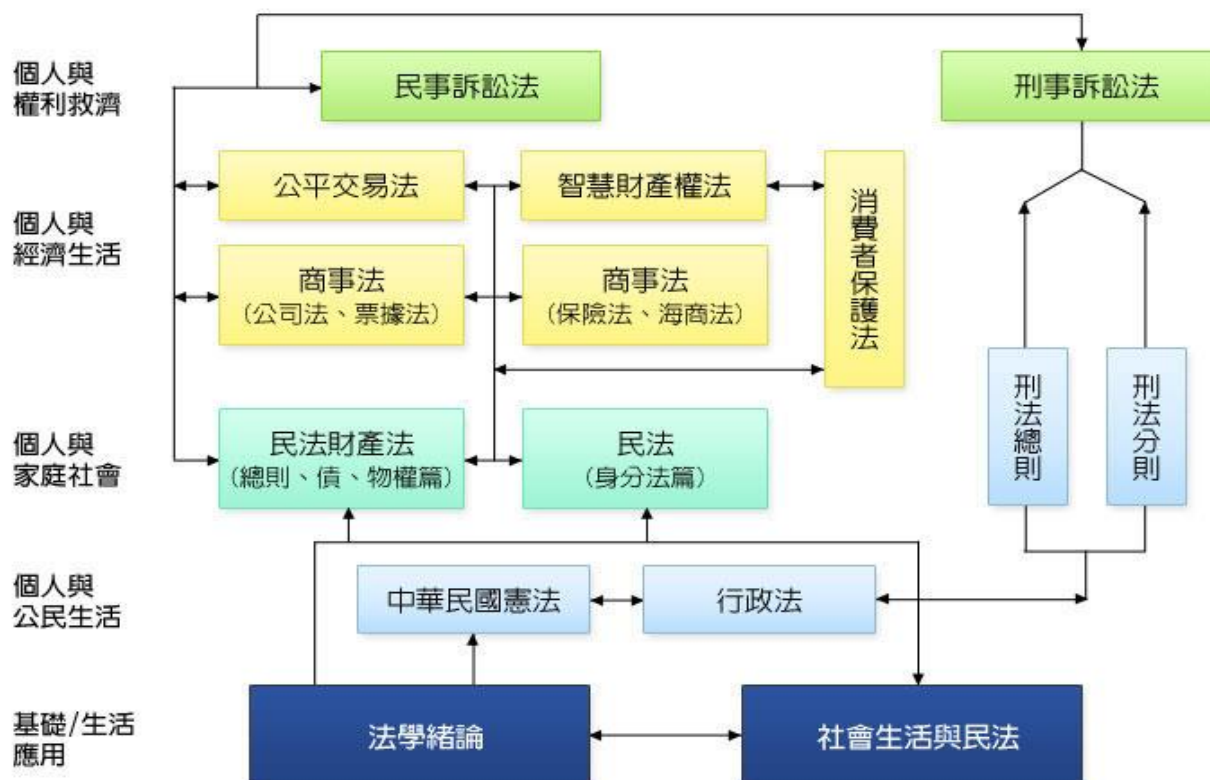 個人與
權利救濟
民事訴訟法
刑事訴訟法
個人與
經濟生活
公平交易法
智慧財產權法
消費者保護法
商事法
(公司法、票據法)
商事法
(保險法、海商法)
刑法總則
刑法分則
個人與
家庭社會
民法財產法
(總則、債、物權篇)
民法
(身分法篇)
個人與
公民生活
中華民國憲法
行政法
基礎/生活
應用
法學緒論
社會生活與民法